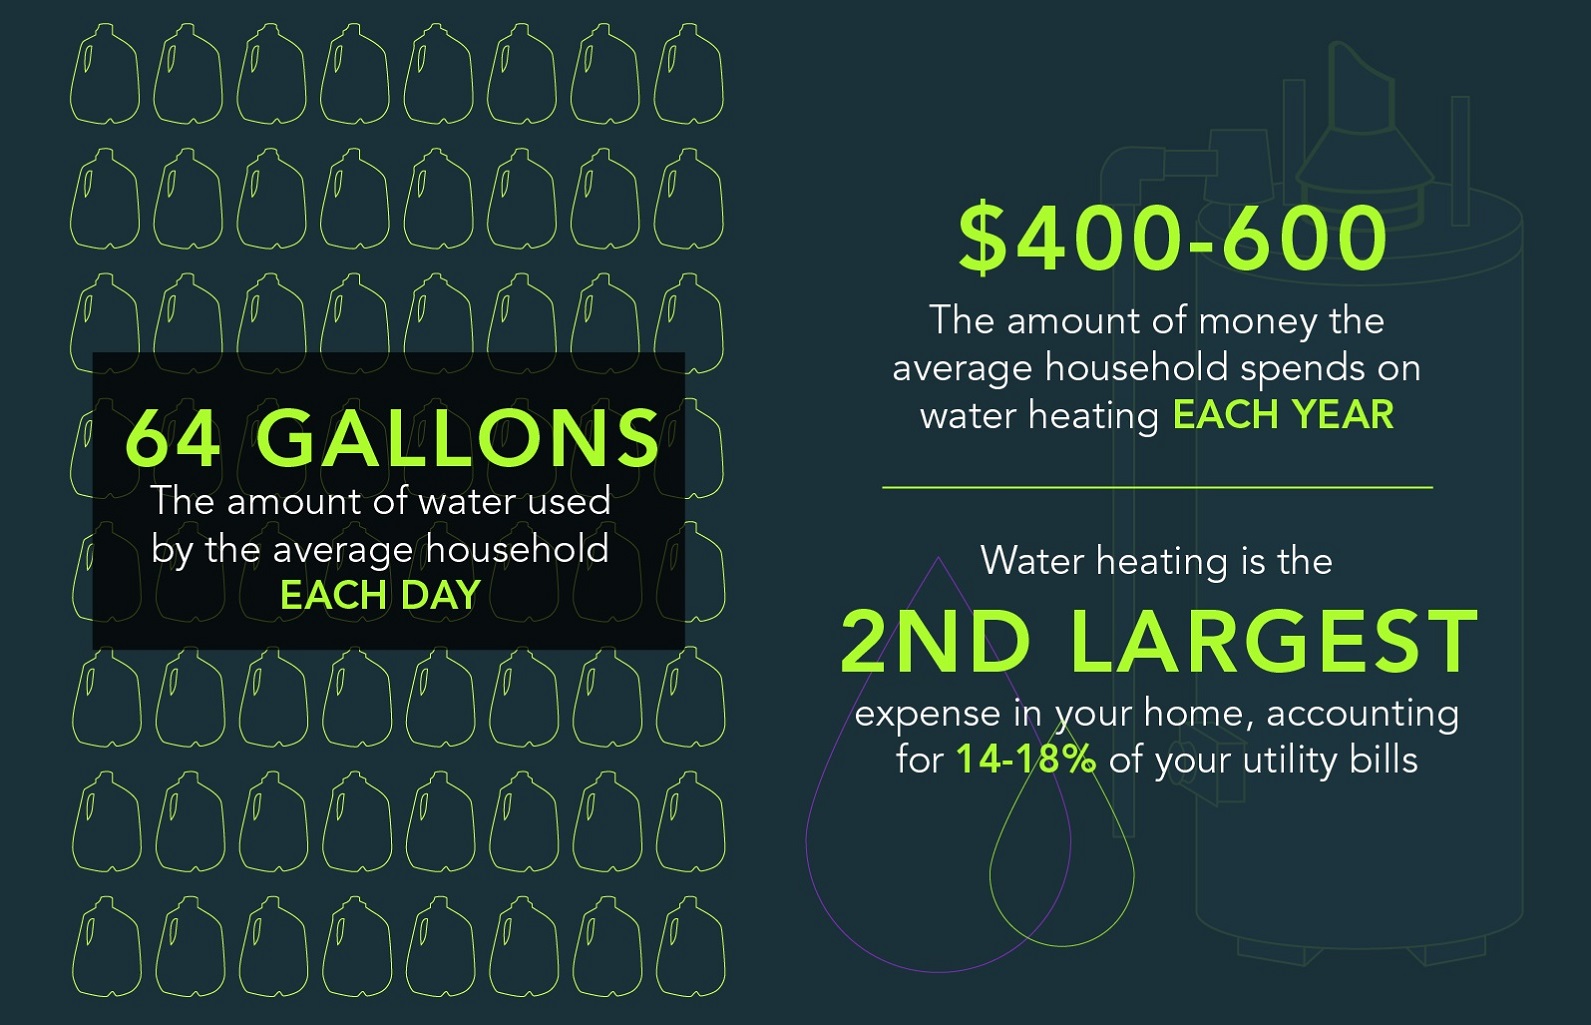 64 GALLONS
The amount of water used
by the average household
EACH DAY
$400-600
The amount of money the
average household spends on
water heating EACH YEAR
Water heating is the
2ND LARGEST
expense in your home, accounting
for 14-18% of your utility bills